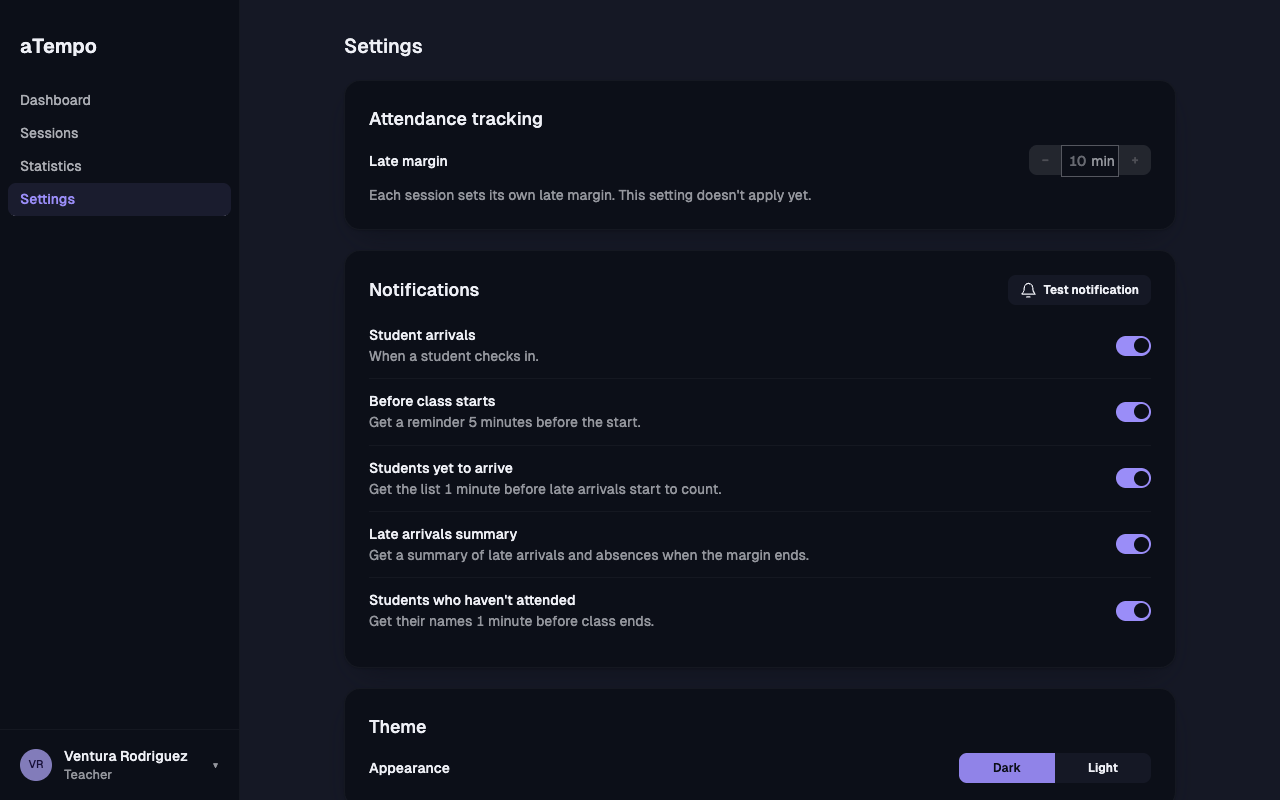 aTempo
Dashboard
Sessions
Statistics
Settings
Ventura Rodriguez
VR
Teacher
▾
Settings
Attendance tracking
Late margin
− 10 min +
Each session sets its own late margin. This setting doesn't apply yet.
Notifications
Test notification
Student arrivals
When a student checks in.
Before class starts
Get a reminder 5 minutes before the start.
Students yet to arrive
Get the list 1 minute before late arrivals start to count.
Late arrivals summary
Get a summary of late arrivals and absences when the margin ends.
Students who haven't attended
Get their names 1 minute before class ends.
Theme
Appearance
Dark
Light